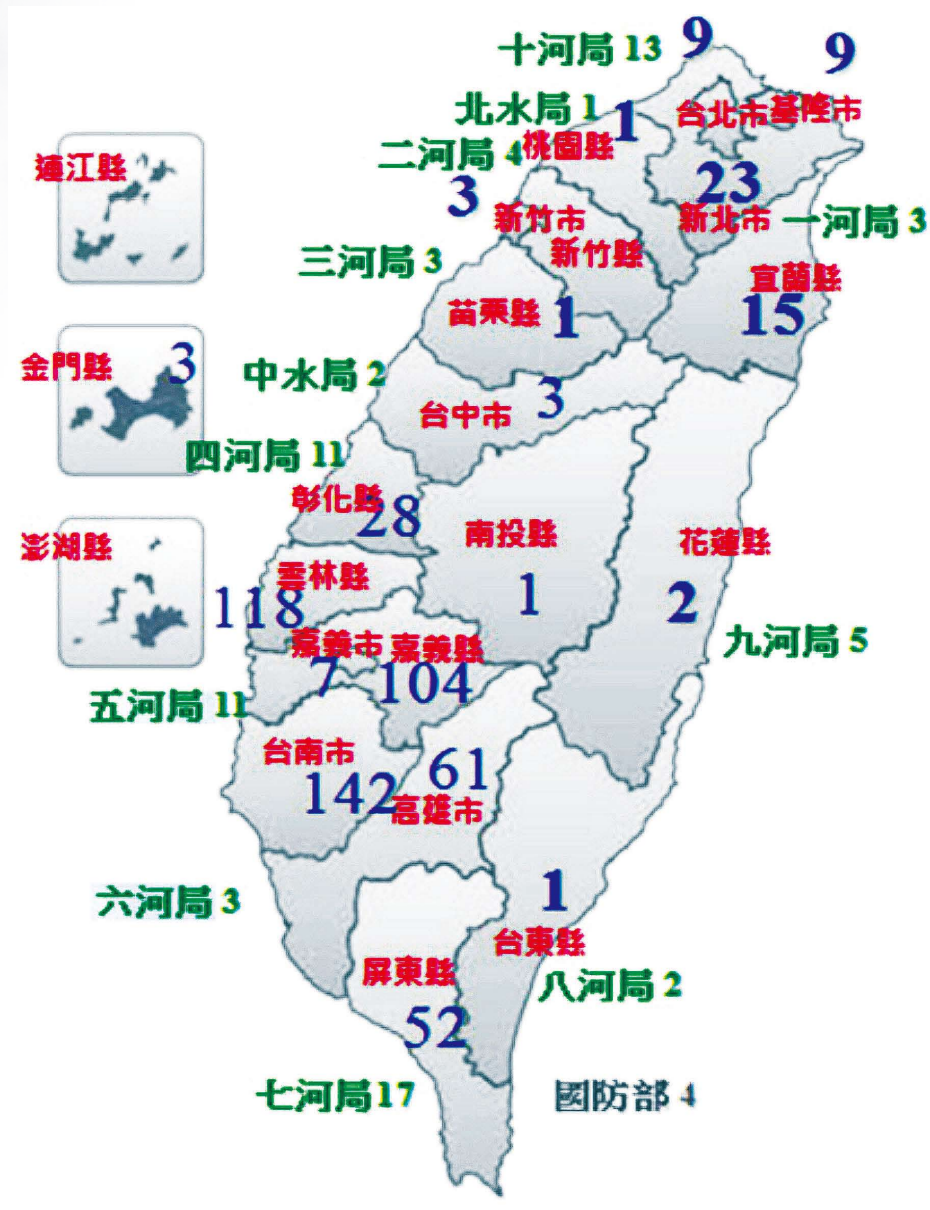 十河局 13
9
9
北水局 1
1
台北市
基隆市
二河局 4
桃園縣
連江縣
3
23
新竹市
新北市
一河局 3
新竹縣
三河局 3
宜蘭縣
苗栗縣
1
15
金門縣
3
中水局 2
台中市
3
四河局 11
彰化縣
28
南投縣
花蓮縣
澎湖縣
雲林縣
118
1
2
嘉義市
嘉義縣
九河局 5
7
104
五河局 11
台南市
61
142
高雄市
六河局 3
1
台東縣
屏東縣
八河局 2
52
七河局 17
國防部 4